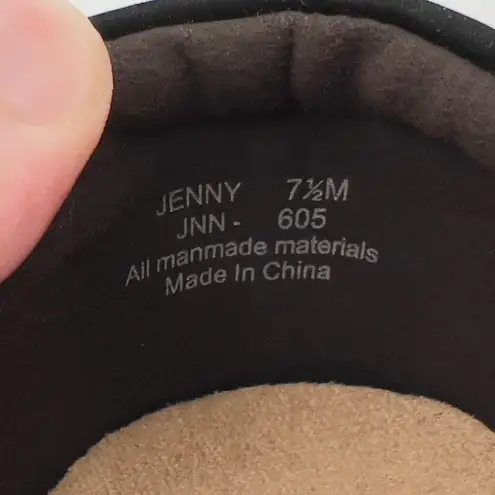 JENNY 7½M
JNN - 605
All manmade materials
Made In China